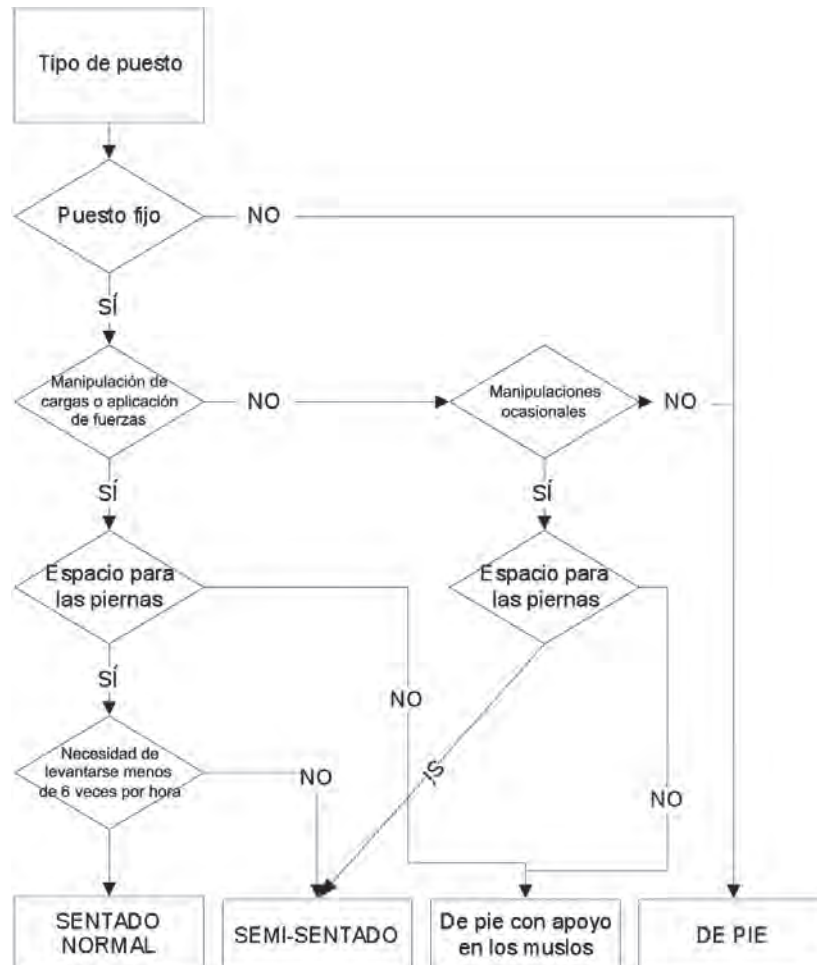 Tipo de puesto
Puesto fijo
NO
SÍ
Manipulación de
cargas o aplicación
de fuerzas
NO
Manipulaciones
ocasionales
NO
SÍ
SÍ
Espacio para
las piernas
Espacio para
las piernas
SÍ
NO
Necesidad de
levantarse menos
de 6 veces por hora
NO
SÍ
NO
SENTADO
NORMAL
SEMI-SENTADO
De pie con apoyo
en los muslos
DE PIE